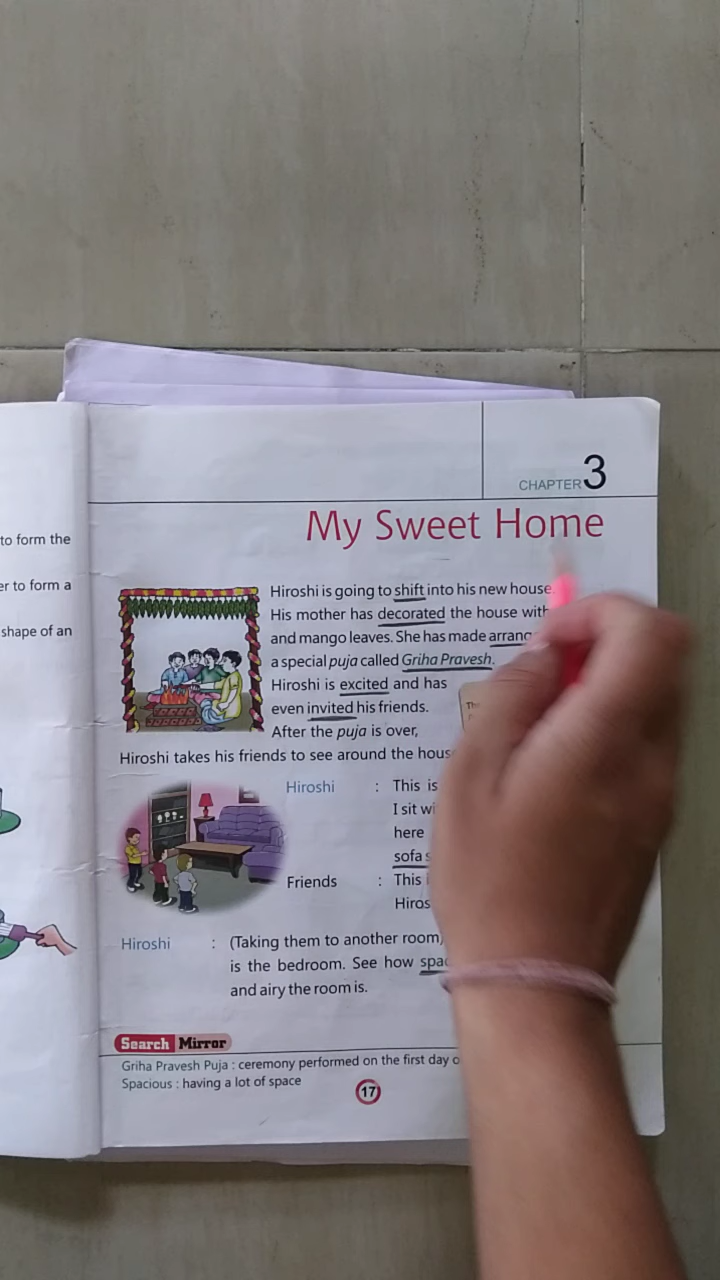 to form the
er to form a
shape of an
CHAPTER 3
My Sweet Home
Hiroshi is going to shift into his new house.
His mother has decorated the house with
and mango leaves. She has made
a special puja called Griha Pravesh.
Hiroshi is excited and has
even invited his friends.
After the puja is over,
Hiroshi takes his friends to see around the
Hiroshi : This is
I sit
here
sofa
Friends : This
Hiroshi : (Taking them to another room)
is the bedroom. See how
and airy the room is.
Search Mirror
Griha Pravesh Puja : ceremony performed on the first day
Spacious : having a lot of space
17